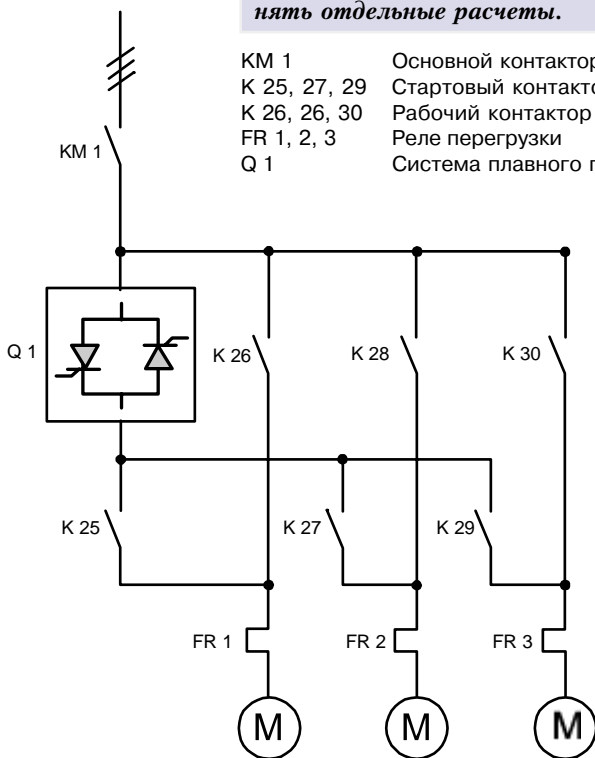 нять отдельные расчеты.
KM 1 Основной контактор
K 25, 27, 29 Стартовый контакто
K 26, 26, 30 Рабочий контактор
FR 1, 2, 3 Реле перегрузки
Q 1 Система плавного п
KM 1
Q 1
K 26
K 28
K 30
K 25
K 27
K 29
FR 1
FR 2
FR 3
M
M
M